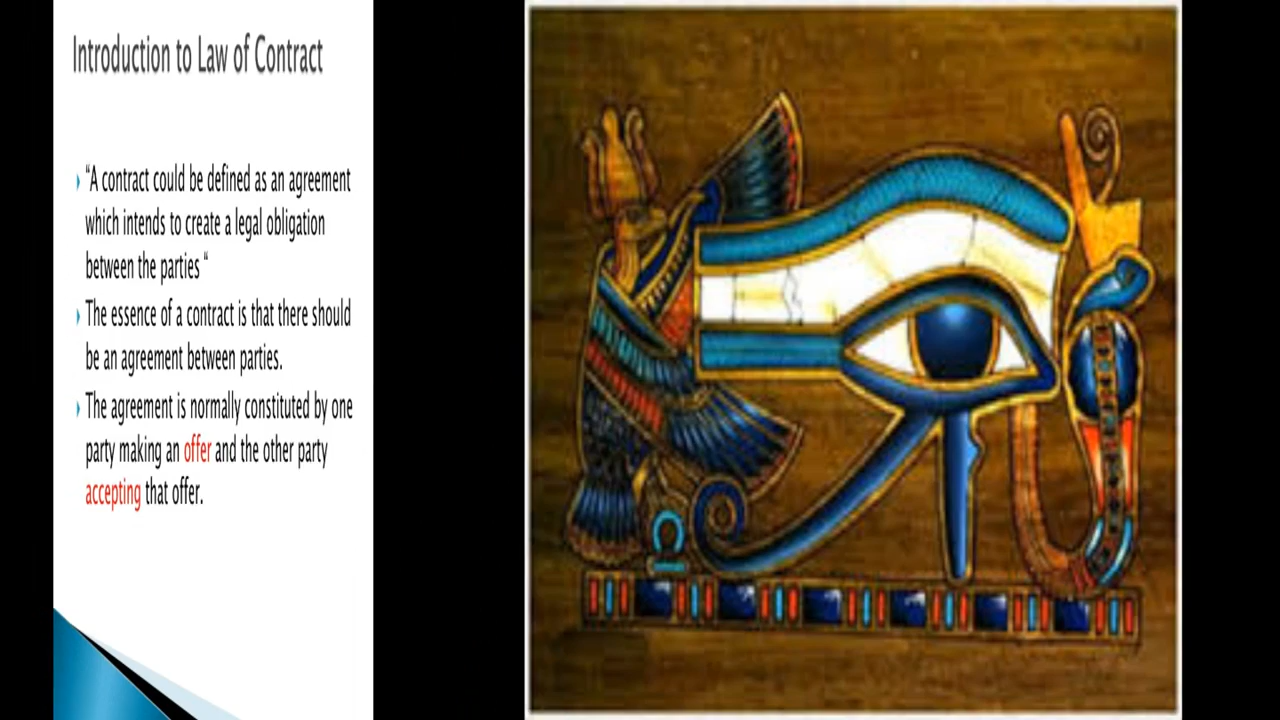 Introduction to Law of Contract
“A contract could be defined as an agreement
which intends to create a legal obligation
between the parties “
The essence of a contract is that there should
be an agreement between parties.
The agreement is normally constituted by one
party making an offer and the other party
accepting that offer.